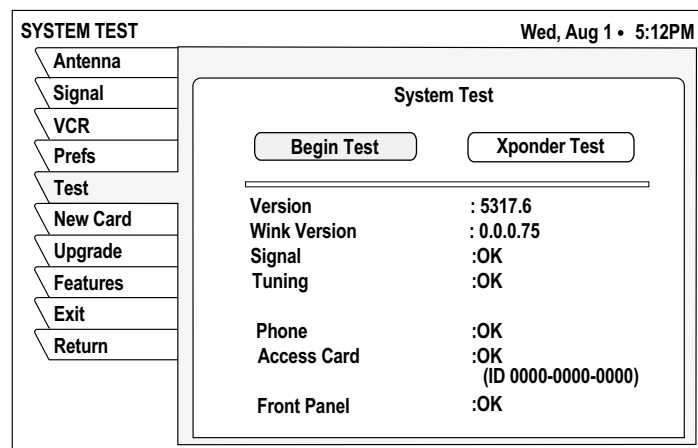 SYSTEM TEST
Wed, Aug 1 • 5:12PM
Antenna
Signal
VCR
Prefs
Test
New Card
Upgrade
Features
Exit
Return
System Test
Begin Test
Xponder Test
Version : 5317.6
Wink Version : 0.0.0.75
Signal :OK
Tuning :OK
Phone :OK
Access Card :OK
(ID 0000-0000-0000)
Front Panel :OK